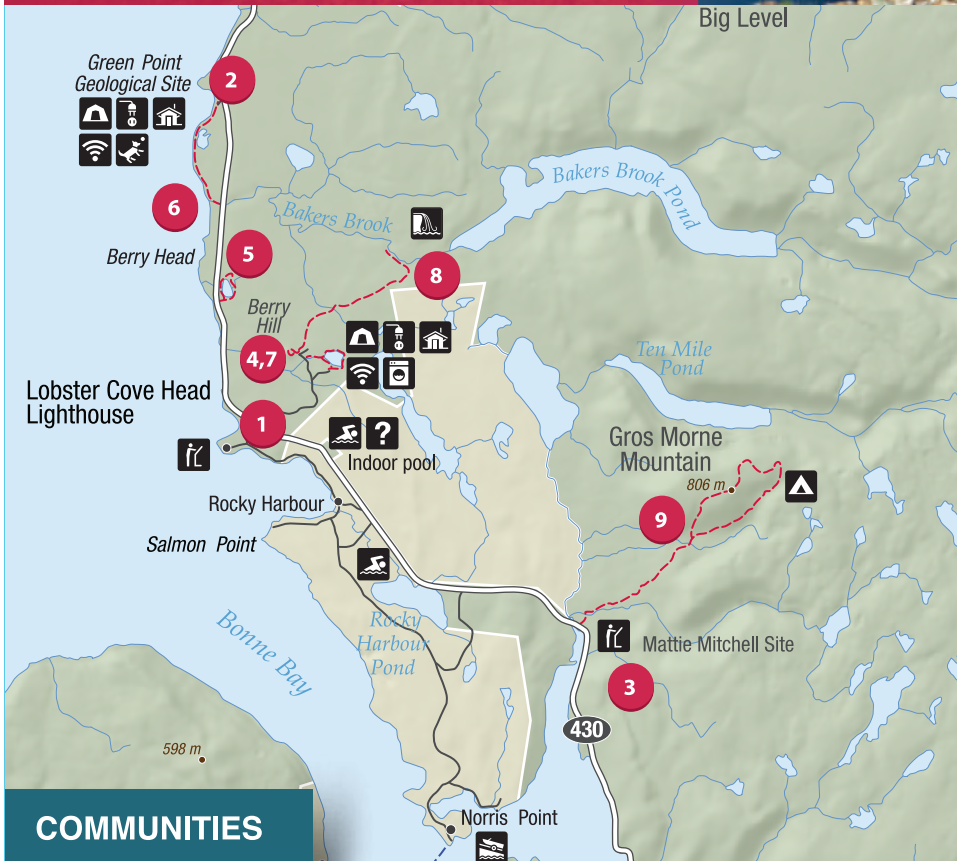 Big Level
Green Point
Geological Site
2
6
Bakers Brook Pond
Bakers Brook
Berry Head
5
8
Berry
Hill
4,7
Ten Mile
Pond
Lobster Cove Head
Lighthouse
1
?
Indoor pool
Gros Morne
Mountain
806 m
Rocky Harbour
9
Salmon Point
Bonne Bay
Rocky
Harbour
Pond
Mattie Mitchell Site
3
430
598 m
COMMUNITIES
Norris Point